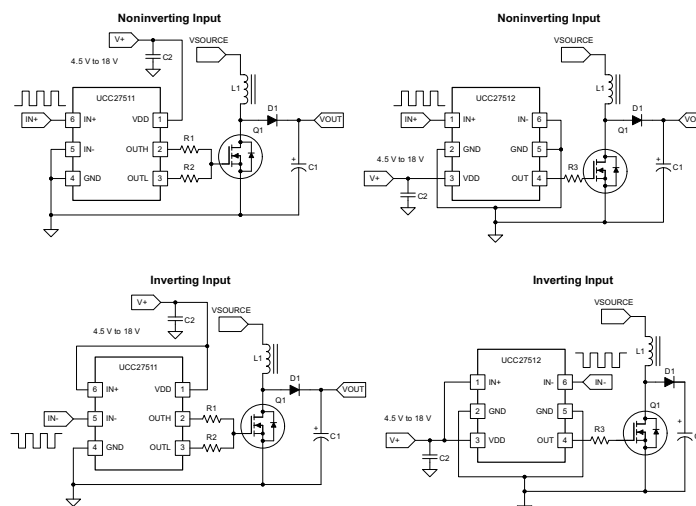 Noninverting Input
V+
VSOURCE
4.5 V to 18 V
C2
L1
UCC27511
D1
IN+
6 IN+
VDD 1
VOUT
Q1
R1
5 IN-
OUTH 2
R2
C1
+
4 GND
OUTL 3
Noninverting Input
VSOURCE
L1
UCC27512
D1
IN+
1 IN+
IN- 6
Q1
2 GND
GND 5
+
C1
4.5 V to 18 V
R3
V+
3 VDD
OUT 4
C2
Inverting Input
V+
VSOURCE
C2
4.5 V to 18 V
L1
UCC27511
D1
6 IN+
VDD 1
VOUT
Q1
R1
IN-
5 IN-
OUTH 2
R2
+
C1
4 GND
OUTL 3
Inverting Input
VSOURCE
L1
UCC27512
D1
1 IN+
IN- 6
IN-
Q1
2 GND
GND 5
+
4.5 V to 18 V
R3
V+
3 VDD
OUT 4
C2